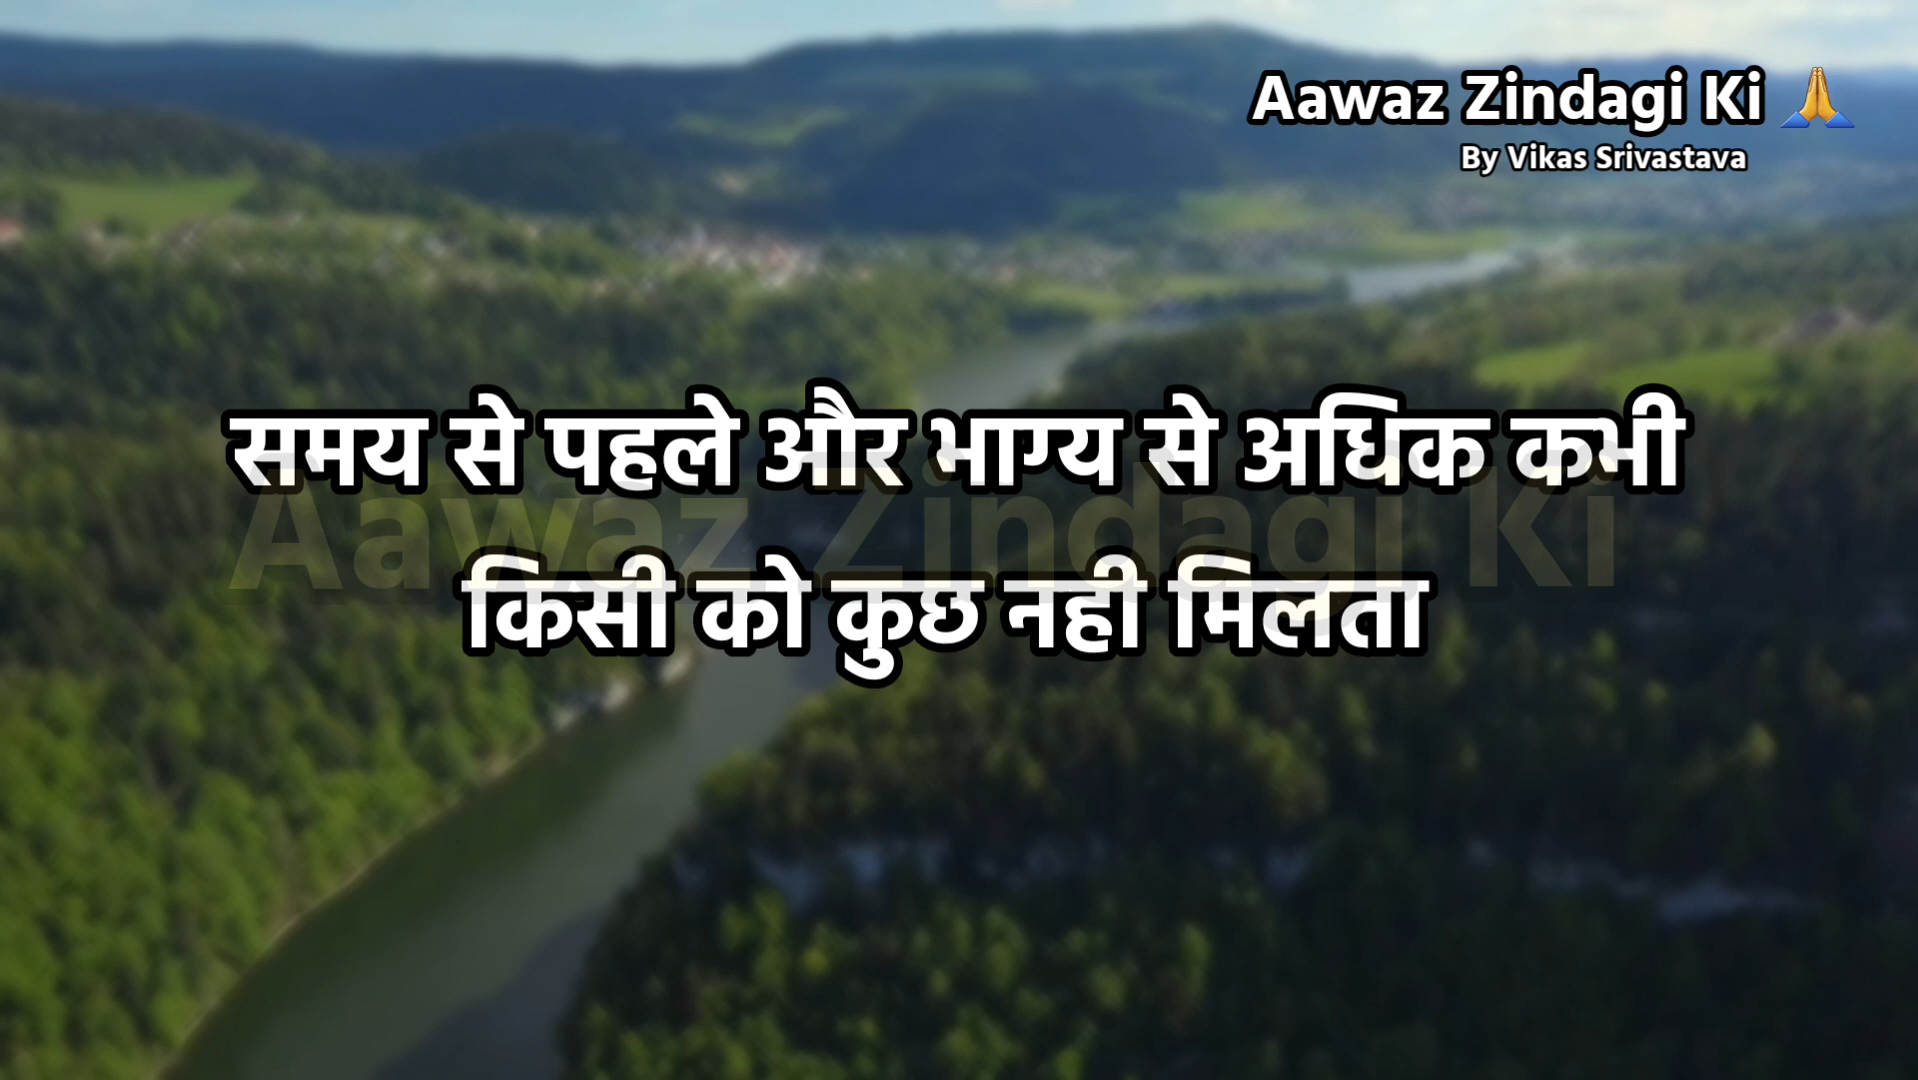 Aawaz Zindagi Ki 🙏
By Vikas Srivastava
समय से पहले और भाग्य से अधिक कभी
Aawaz Zindagi Ki
किसी को कुछ नही मिलता